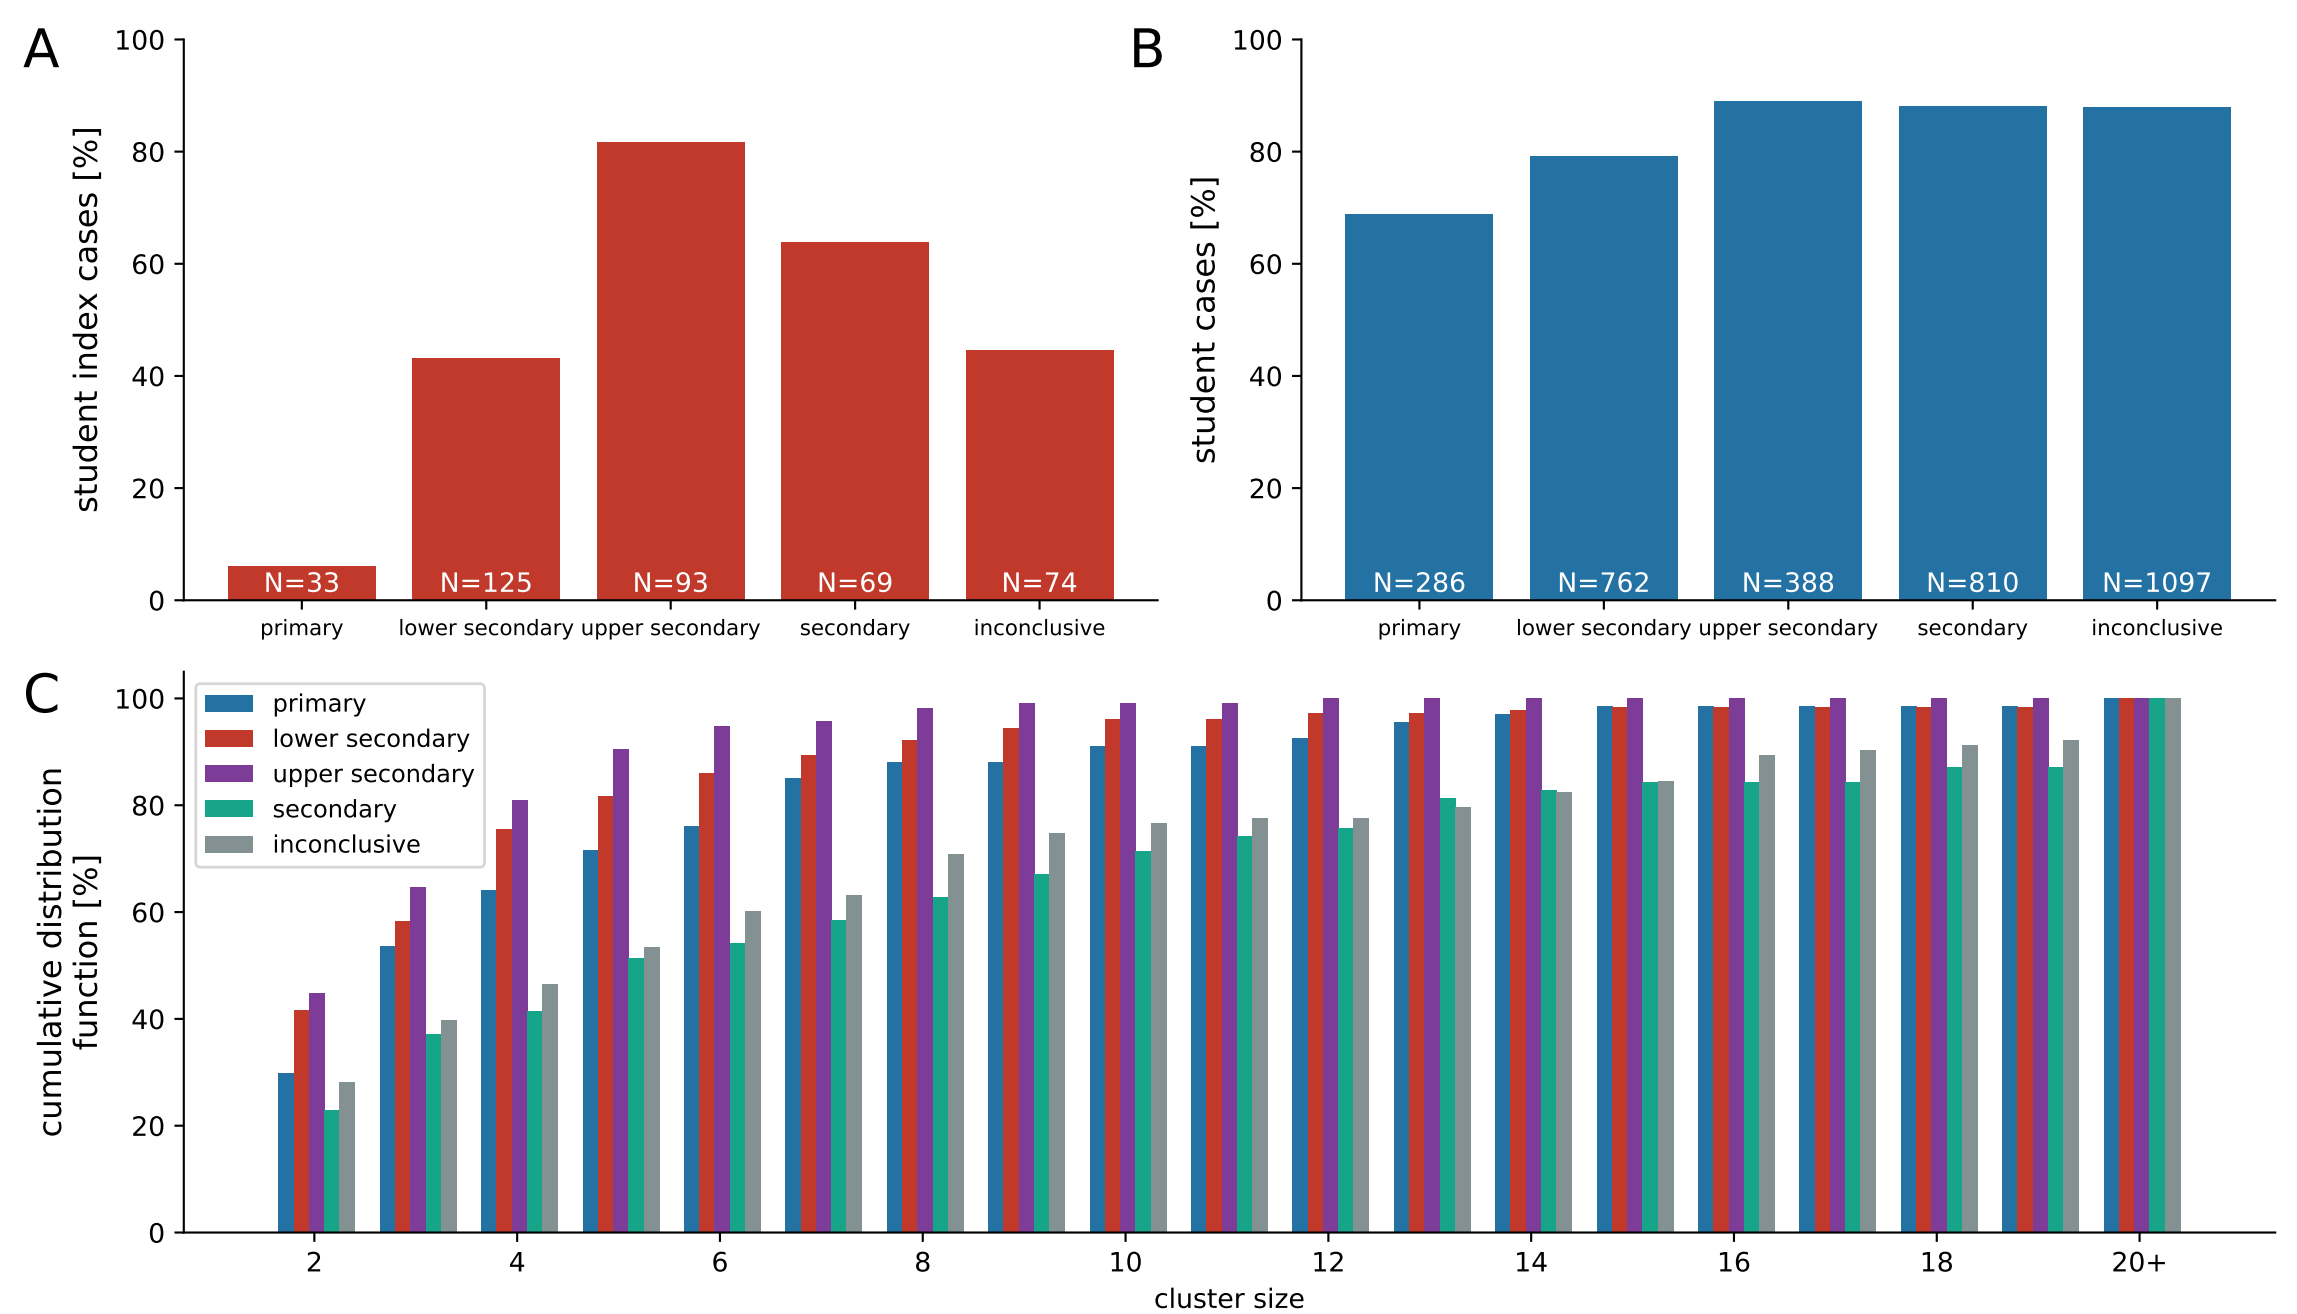 A
100
80
60
40
20
0
student index cases [%]
N=33
N=125
N=93
N=69
N=74
primary
lower secondary
upper secondary
secondary
inconclusive
B
100
80
60
40
20
0
student cases [%]
N=286
N=762
N=388
N=810
N=1097
primary
lower secondary
upper secondary
secondary
inconclusive
C
100
80
60
40
20
0
cumulative distribution
function [%]
primary
lower secondary
upper secondary
secondary
inconclusive
2
4
6
8
10
12
14
16
18
20+
cluster size